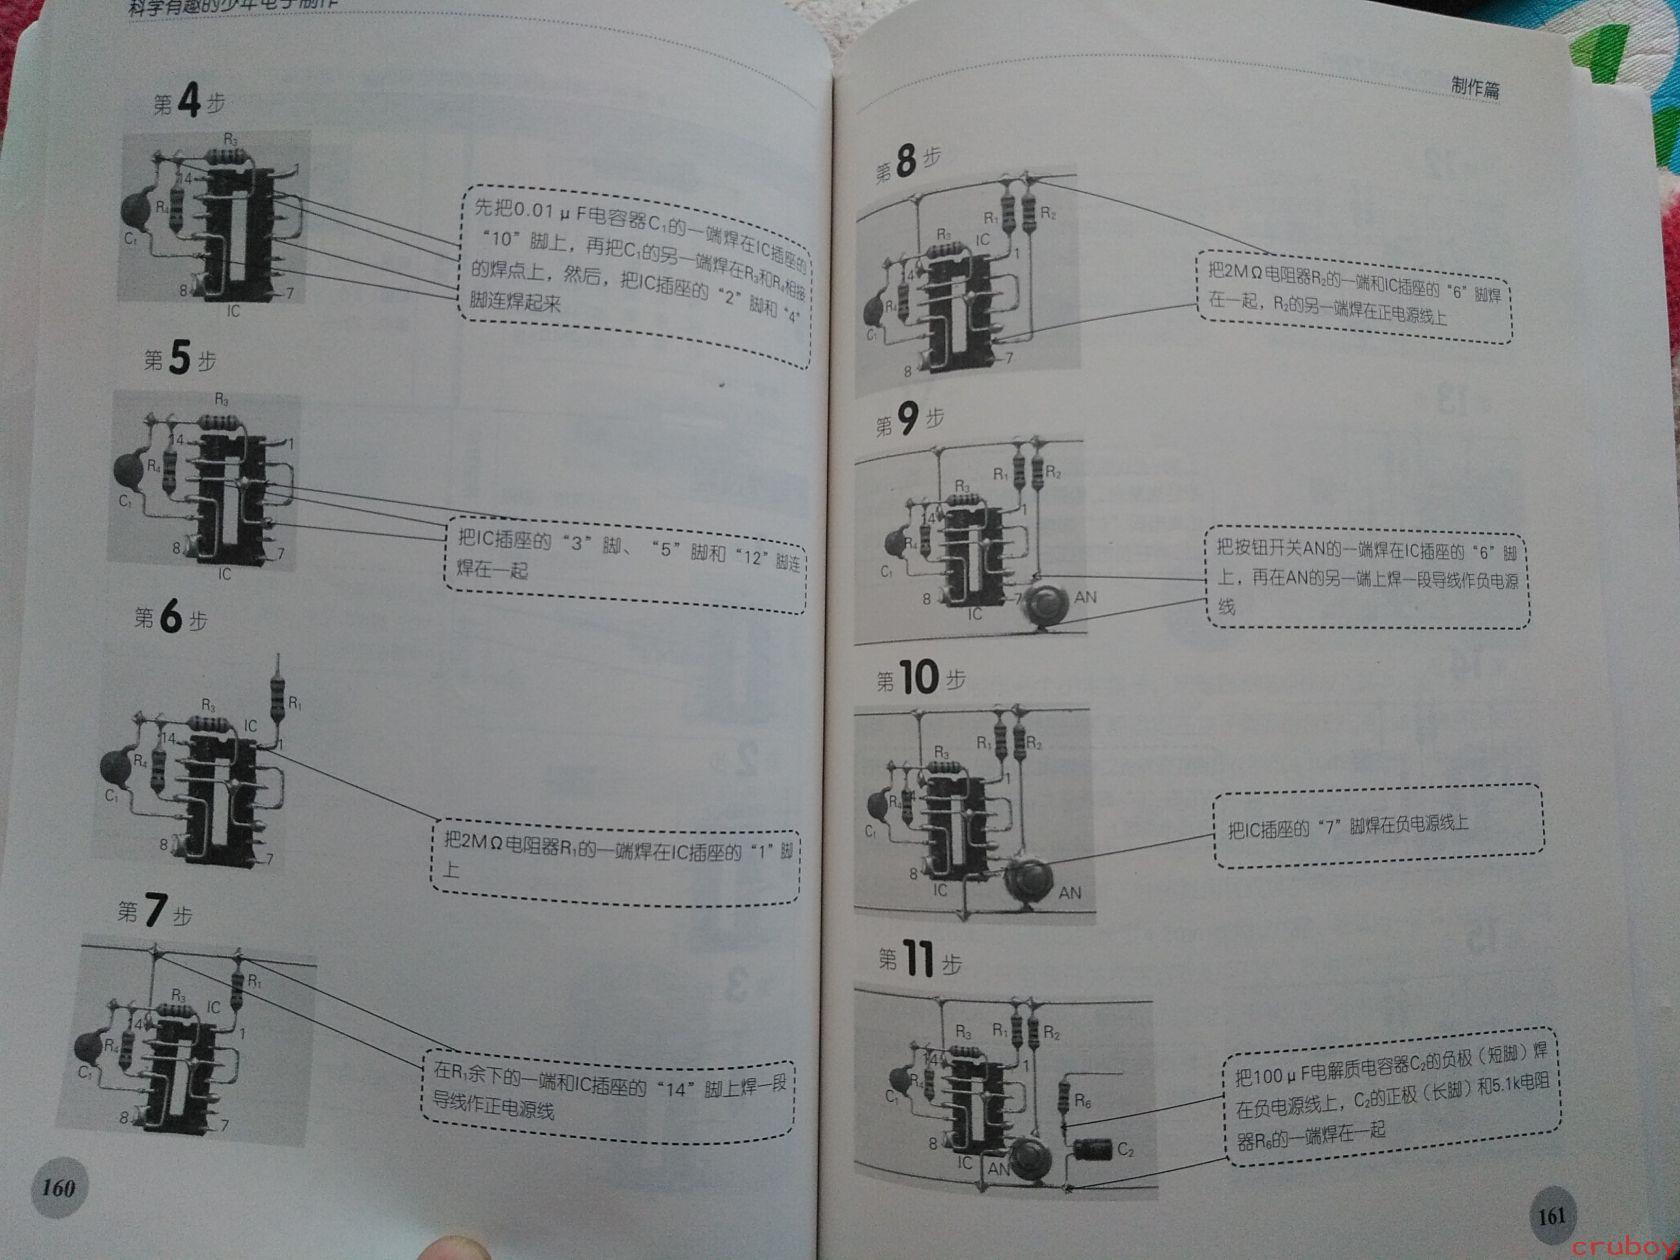 科学有趣的少年电子制作
第4步
R₃
14
1
R₄
C₁
8
7
IC
先把0.01μF电容器C₁的一端焊在IC插座的
“10”脚上，再把C₁的另一端焊在R₃和R₄相接
的焊点上，然后，把IC插座的“2”脚和“4”
脚连焊起来
第5步
R₃
14
1
R₄
C₁
8
7
IC
把IC插座的“3”脚、“5”脚和“12”脚连
焊在一起
第6步
R₁
R₃
IC
14
1
R₄
C₁
8
7
把2MΩ电阻器R₁的一端焊在IC插座的“1”脚
上
第7步
R₁
R₃
IC
14
1
R₄
C₁
8
7
在R₁余下的一端和IC插座的“14”脚上焊一段
导线作正电源线
160
制作篇
第8步
R₁
R₂
R₃
IC
14
1
R₄
C₁
8
7
把2MΩ电阻器R₂的一端和IC插座的“6”脚焊
在一起，R₂的另一端焊在正电源线上
第9步
R₁
R₂
R₃
14
1
R₄
C₁
8
7
AN
IC
把按钮开关AN的一端焊在IC插座的“6”脚
上，再在AN的另一端上焊一段导线作负电源
线
第10步
R₁
R₂
R₃
1
R₄
C₁
8
IC
AN
把IC插座的“7”脚焊在负电源线上
第11步
R₃
R₁
R₂
14
1
R₄
C₁
R₆
8
IC
AN
C₂
把100μF电解质电容器C₂的负极（短脚）焊
在负电源线上，C₂的正极（长脚）和5.1k电阻
器R₆的一端焊在一起
161
cruboy